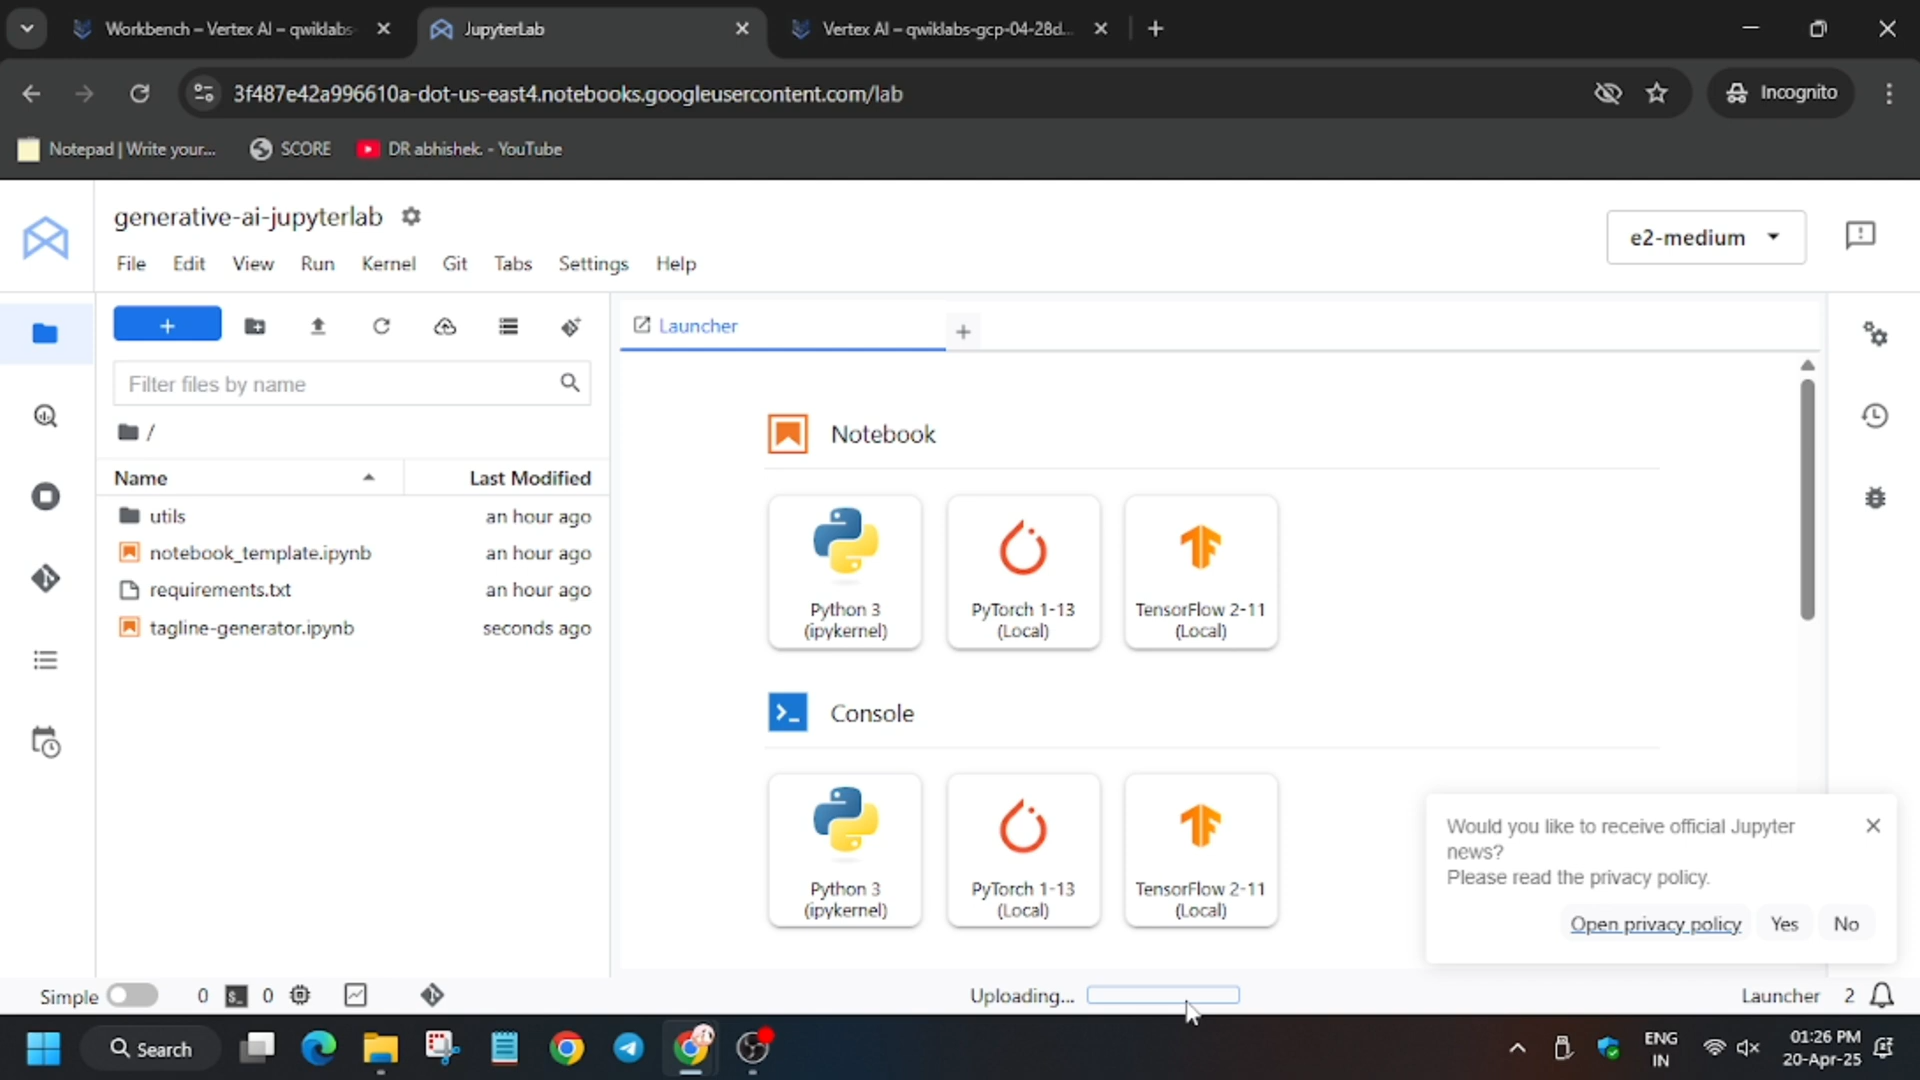 Workbench – Vertex AI – qwiklabs-
JupyterLab
Vertex AI – qwiklabs-gcp-04-28d...
3f487e42a996610a-dot-us-east4.notebooks.googleusercontent.com/lab
Incognito
Notepad | Write your...
SCORE
DR abhishek. - YouTube
generative-ai-jupyterlab
e2-medium
File Edit View Run Kernel Git Tabs Settings Help
+
Filter files by name
/
Name Last Modified
utils an hour ago
notebook_template.ipynb an hour ago
requirements.txt an hour ago
tagline-generator.ipynb seconds ago
Launcher
Notebook
Python 3
(ipykernel)
PyTorch 1-13
(Local)
TensorFlow 2-11
(Local)
Console
Python 3
(ipykernel)
PyTorch 1-13
(Local)
TensorFlow 2-11
(Local)
Would you like to receive official Jupyter
news?
Please read the privacy policy.
Open privacy policy Yes No
Simple 0 0 Uploading... Launcher 2
Search
ENG
IN
01:26 PM
20-Apr-25